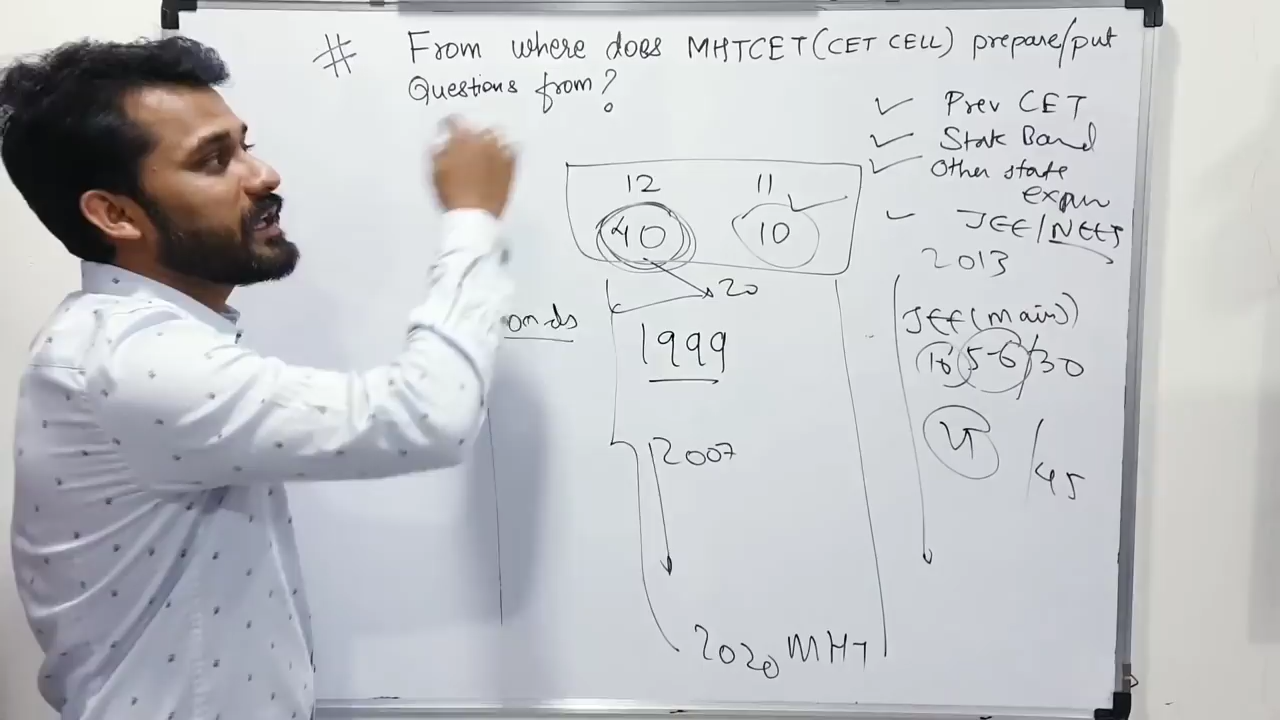 # From where does MHTCET (CET CELL) prepare/put
Questions from?
✓ Prev CET
✓ State Board
✓ Other state
exam
✓ JEE/NEET
2013
12 11
40 10 ✓
20
onds
1999
JEE (Main)
5-6/30
/45
2007
2020 MHT